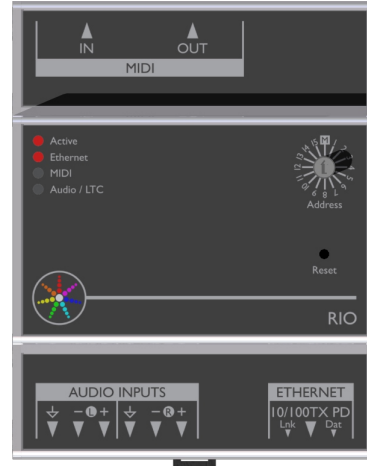 IN OUT
MIDI
Active
Ethernet
MIDI
Audio / LTC
Address
Reset
RIO
AUDIO INPUTS
- L +
- R +
ETHERNET
10/100TX PD
Lnk Dat